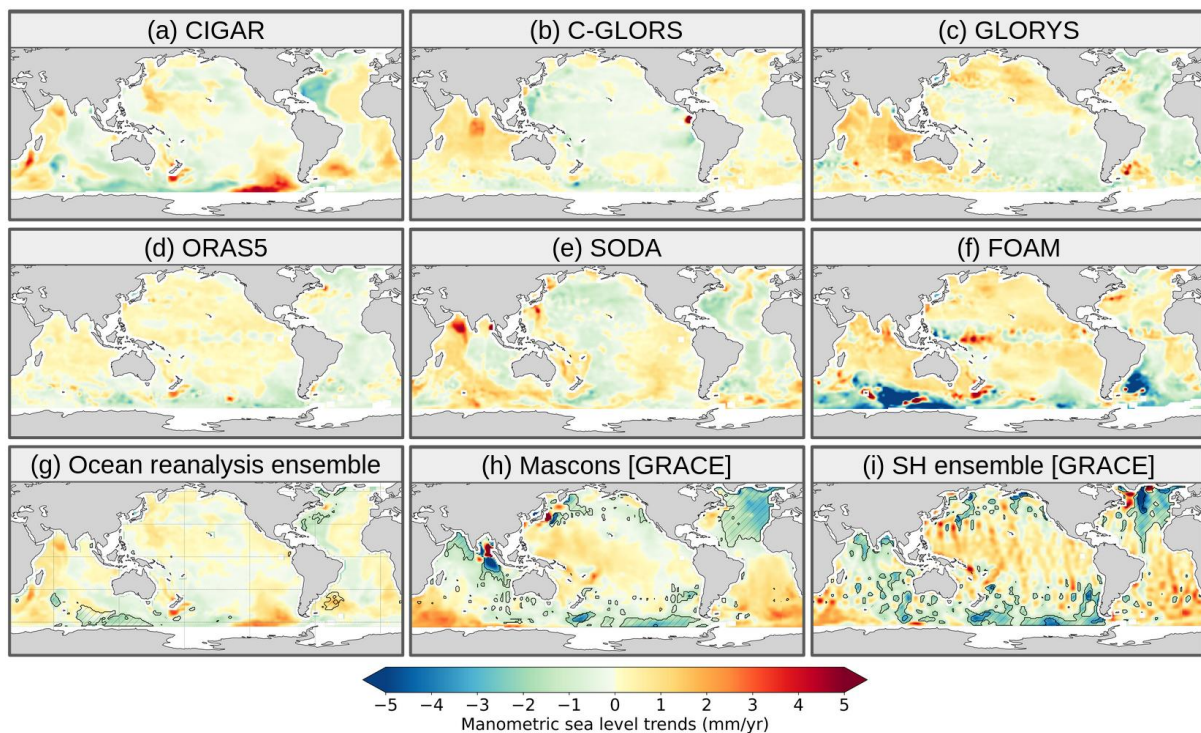 (a) CIGAR
(b) C-GLORS
(c) GLORYS
(d) ORAS5
(e) SODA
(f) FOAM
(g) Ocean reanalysis ensemble
(h) Mascons [GRACE]
(i) SH ensemble [GRACE]
−5 −4 −3 −2 −1 0 1 2 3 4 5
Manometric sea level trends (mm/yr)